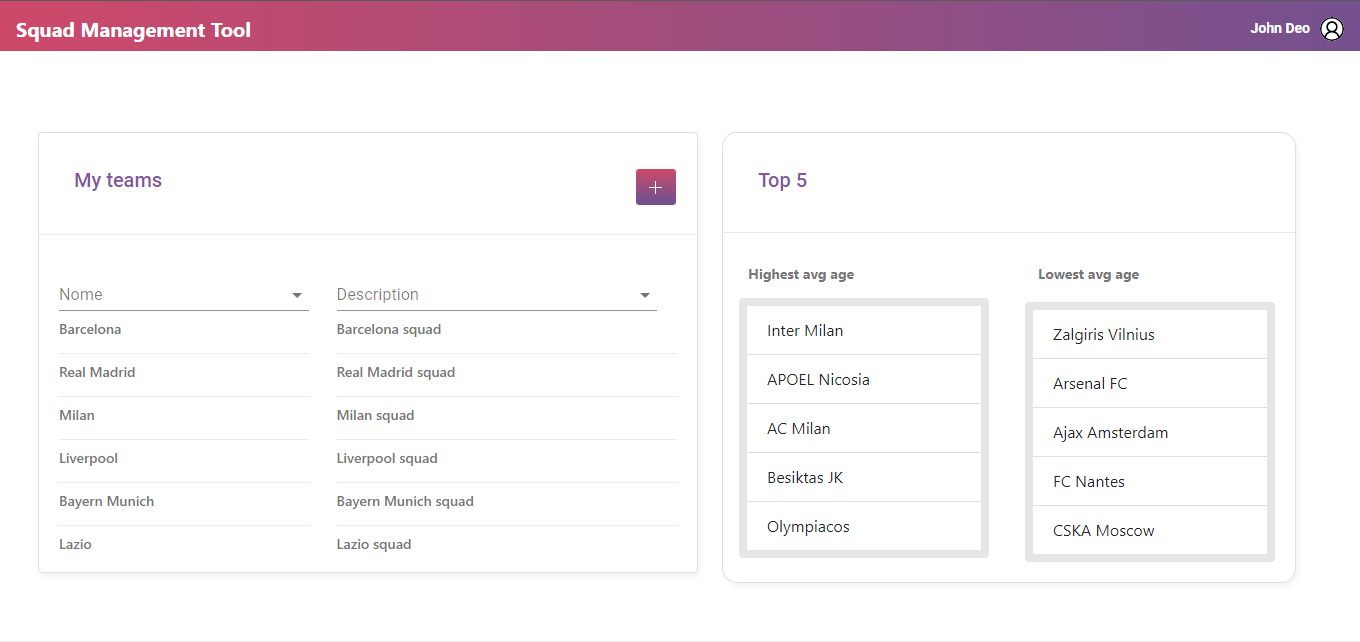 Squad Management Tool
John Deo
My teams
+
Nome Description
Barcelona Barcelona squad
Real Madrid Real Madrid squad
Milan Milan squad
Liverpool Liverpool squad
Bayern Munich Bayern Munich squad
Lazio Lazio squad
Top 5
Highest avg age
Inter Milan
APOEL Nicosia
AC Milan
Besiktas JK
Olympiacos
Lowest avg age
Zalgiris Vilnius
Arsenal FC
Ajax Amsterdam
FC Nantes
CSKA Moscow